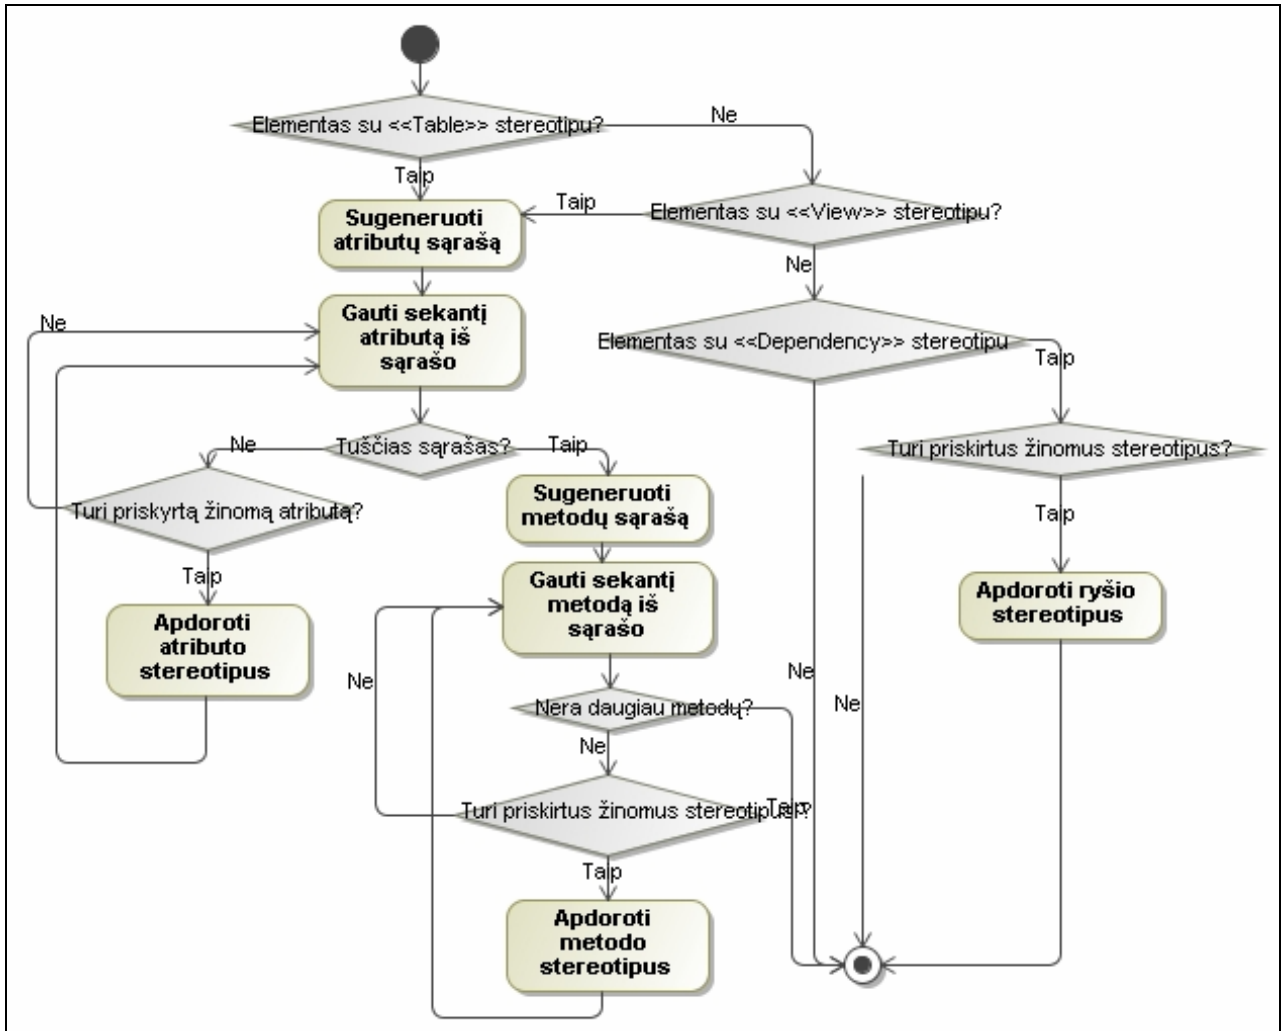 Elementas su <<Table>> stereotipu?
Ne
Taip
Sugeneruoti
atributų sąrašą
Taip
Elementas su <<View>> stereotipu?
Ne
Gauti sekantį
atributą iš
sąrašo
Ne
Elementas su <<Dependency>> stereotipu
Taip
Ne
Tuščias sąrašas?
Taip
Turi priskirtus žinomus stereotipus?
Sugeneruoti
metodų sąrašą
Turi priskyrtą žinomą atributą?
Taip
Taip
Gauti sekantį
metodą iš
sąrašo
Apdoroti ryšio
stereotipus
Apdoroti
atributo
stereotipus
Ne
Ne
Ne
Nera daugiau metodų?
Ne
Turi priskirtus žinomus stereotipus?
Taip
Taip
Apdoroti
metodo
stereotipus